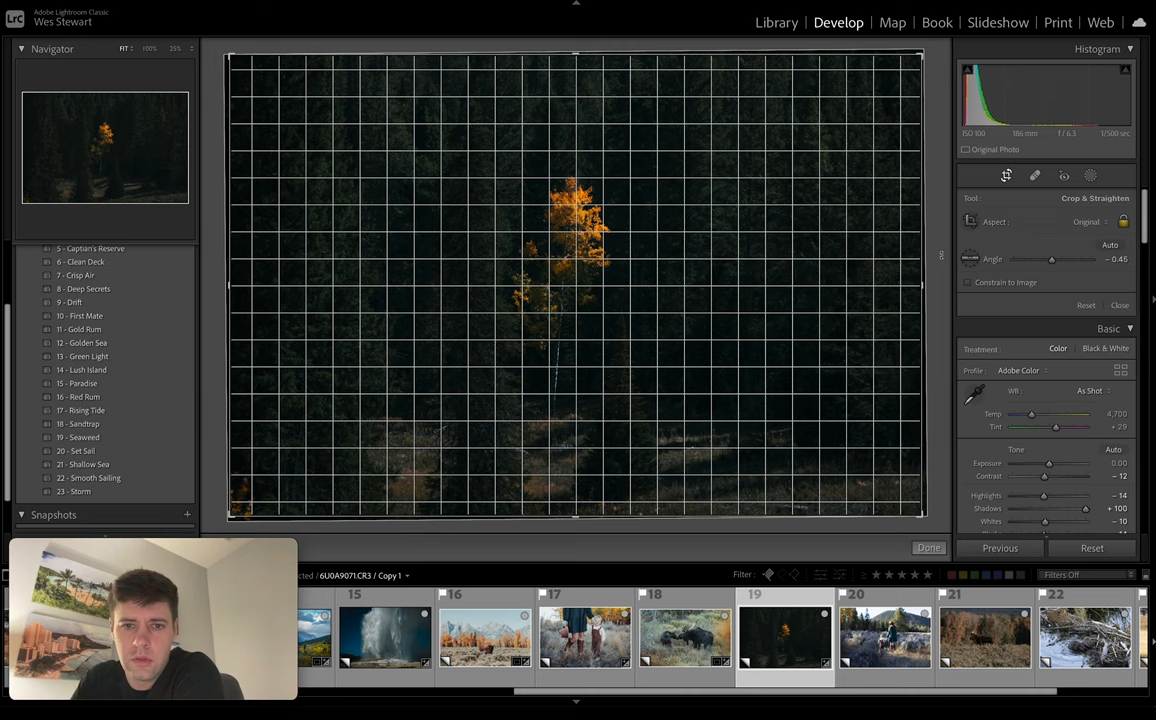 LrC
Adobe Lightroom Classic
Wes Stewart
Library | Develop | Map | Book | Slideshow | Print | Web
Navigator FIT 100% 25%
Histogram
ISO 100 186 mm f / 6.3 1/500 sec
Original Photo
Tool : Crop & Straighten
Aspect : Original
Auto
Angle - 0.45
Constrain to Image
Reset Close
Basic
Treatment : Color Black & White
Profile : Adobe Color
WB : As Shot
Temp 4,700
Tint + 29
Tone Auto
Exposure 0.00
Contrast - 12
Highlights - 14
Shadows + 100
Whites - 10
Previous Reset
5 - Captian's Reserve
6 - Clean Deck
7 - Crisp Air
8 - Deep Secrets
9 - Drift
10 - First Mate
11 - Gold Rum
12 - Golden Sea
13 - Green Light
14 - Lush Island
15 - Paradise
16 - Red Rum
17 - Rising Tide
18 - Sandtrap
19 - Seaweed
20 - Set Sail
21 - Shallow Sea
22 - Smooth Sailing
23 - Storm
Snapshots +
Done
cted / 6U0A9071.CR3 / Copy 1
Filter : Filters Off
15 16 17 18 19 20 21 22